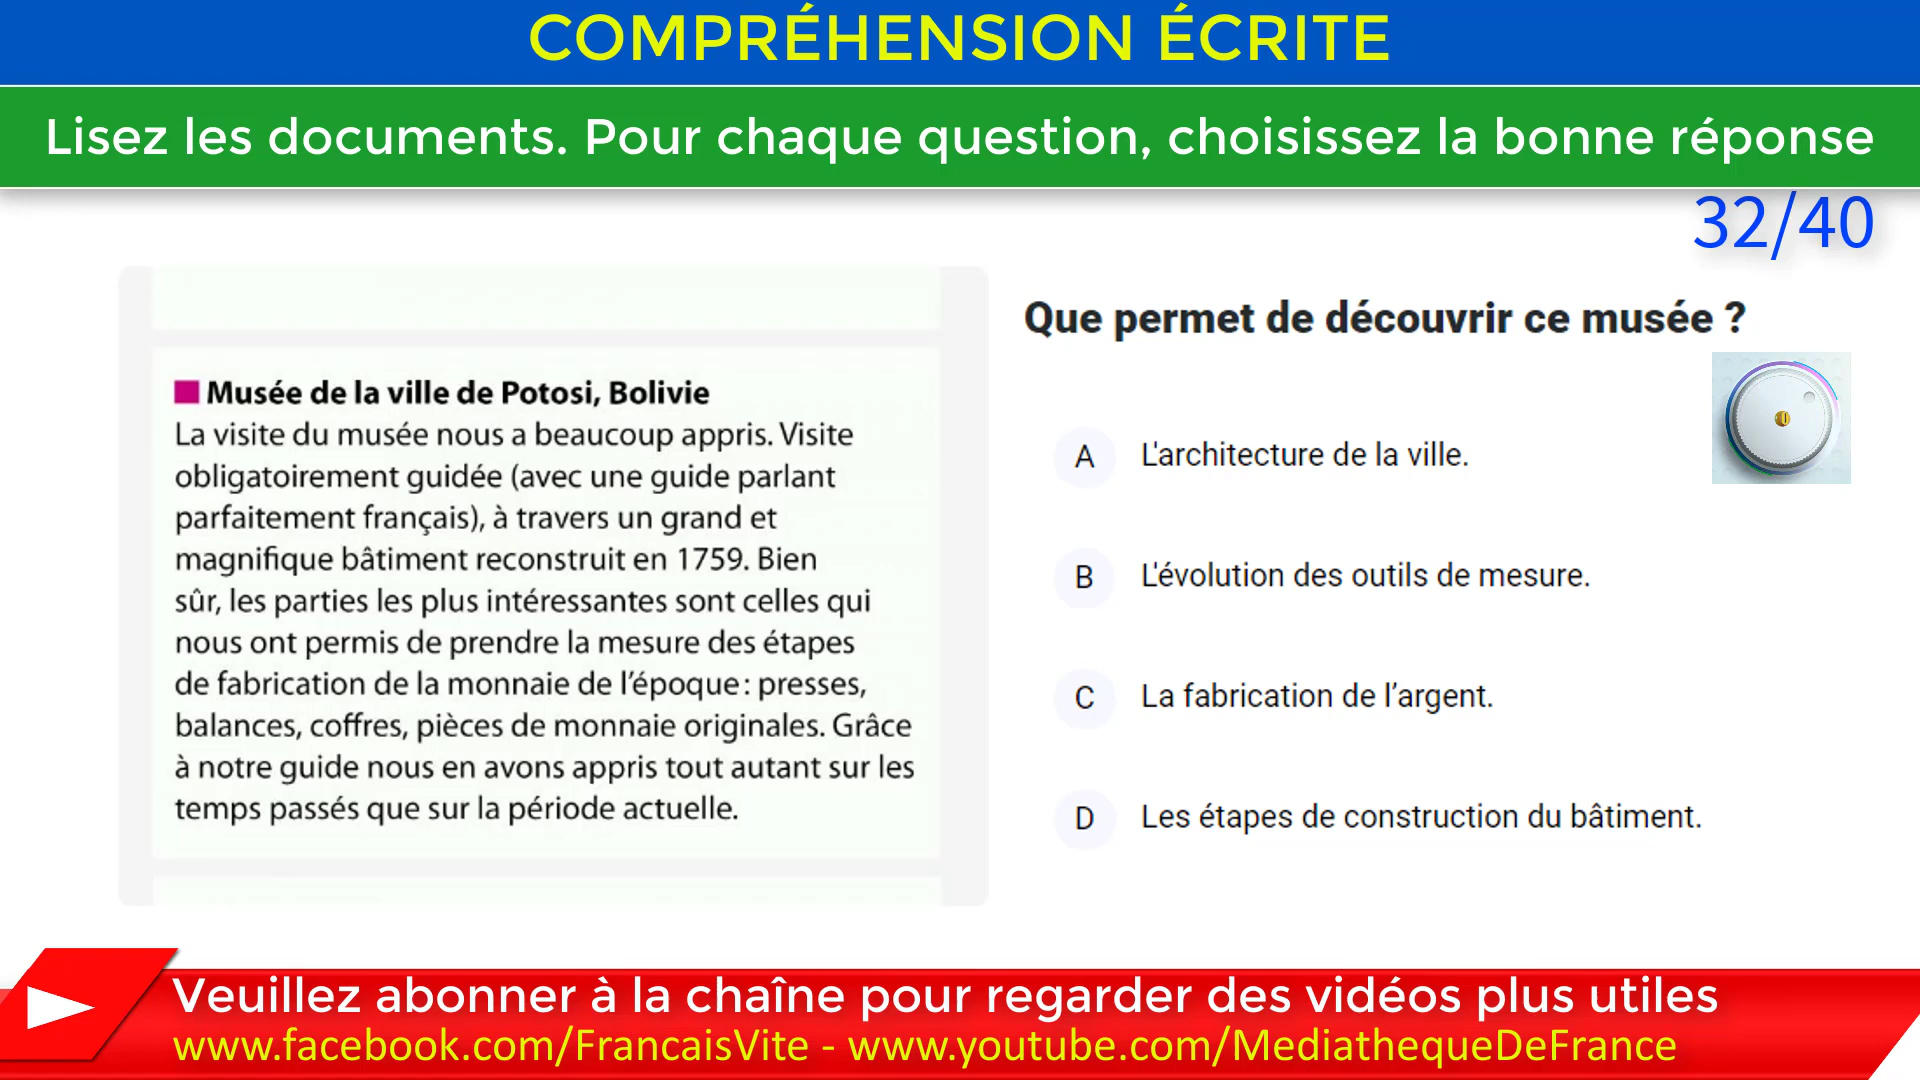 COMPRÉHENSION ÉCRITE
Lisez les documents. Pour chaque question, choisissez la bonne réponse
32/40
Musée de la ville de Potosi, Bolivie
La visite du musée nous a beaucoup appris. Visite
obligatoirement guidée (avec une guide parlant
parfaitement français), à travers un grand et
magnifique bâtiment reconstruit en 1759. Bien
sûr, les parties les plus intéressantes sont celles qui
nous ont permis de prendre la mesure des étapes
de fabrication de la monnaie de l'époque : presses,
balances, coffres, pièces de monnaie originales. Grâce
à notre guide nous en avons appris tout autant sur les
temps passés que sur la période actuelle.
Que permet de découvrir ce musée ?
A L'architecture de la ville.
B L'évolution des outils de mesure.
C La fabrication de l'argent.
D Les étapes de construction du bâtiment.
Veuillez abonner à la chaîne pour regarder des vidéos plus utiles
www.facebook.com/FrancaisVite - www.youtube.com/MediathequeDeFrance